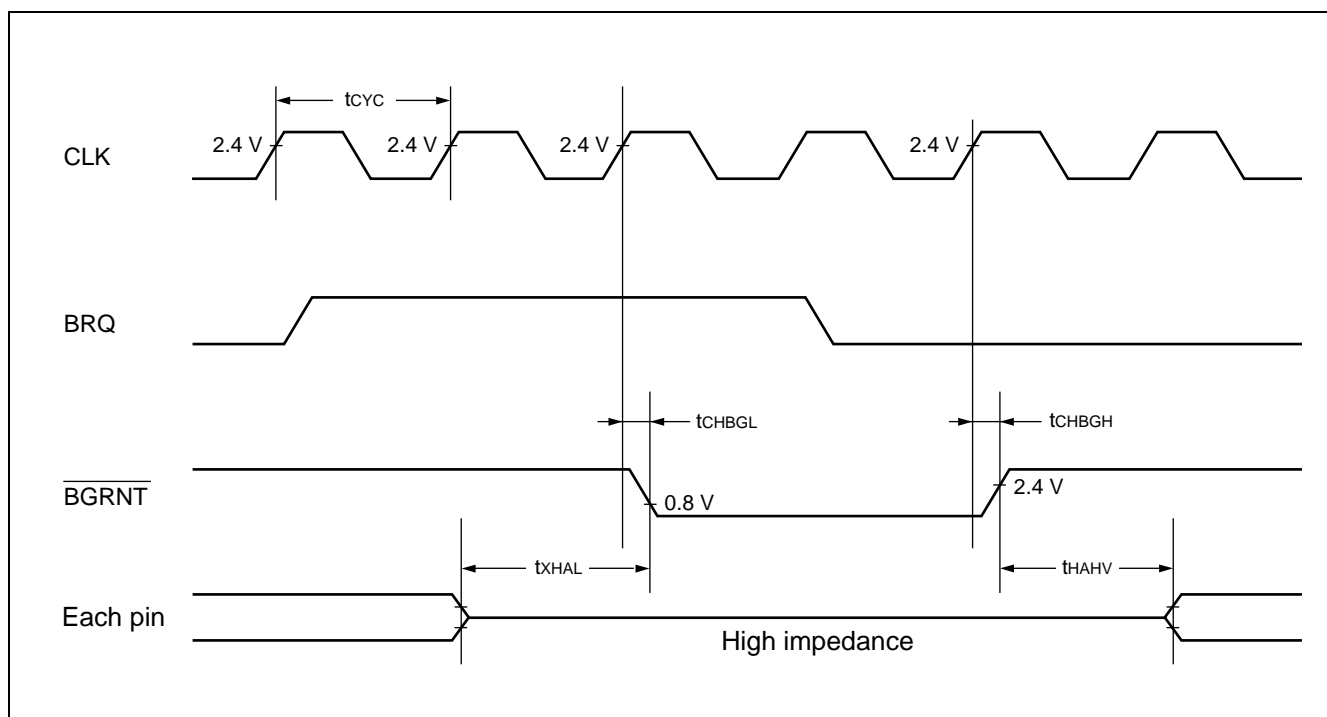 tCYC
CLK
2.4 V
2.4 V
2.4 V
2.4 V
BRQ
tCHBGL
tCHBGH
BGRNT
0.8 V
2.4 V
tXHAL
tHAHV
Each pin
High impedance